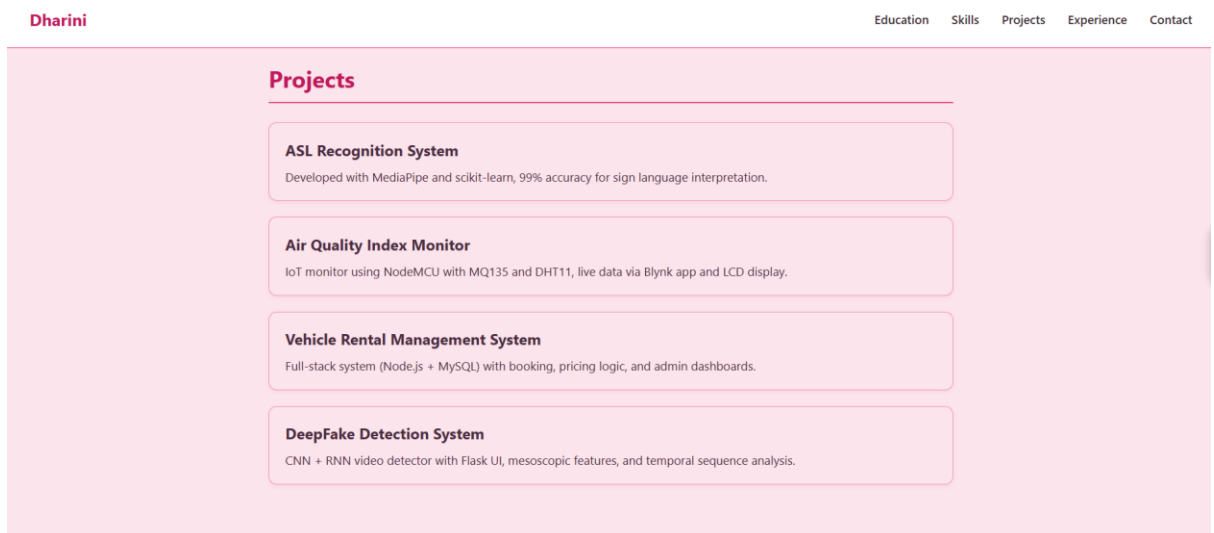 Dharini
Education Skills Projects Experience Contact
Projects
ASL Recognition System
Developed with MediaPipe and scikit-learn, 99% accuracy for sign language interpretation.
Air Quality Index Monitor
IoT monitor using NodeMCU with MQ135 and DHT11, live data via Blynk app and LCD display.
Vehicle Rental Management System
Full-stack system (Node.js + MySQL) with booking, pricing logic, and admin dashboards.
DeepFake Detection System
CNN + RNN video detector with Flask UI, mesoscopic features, and temporal sequence analysis.